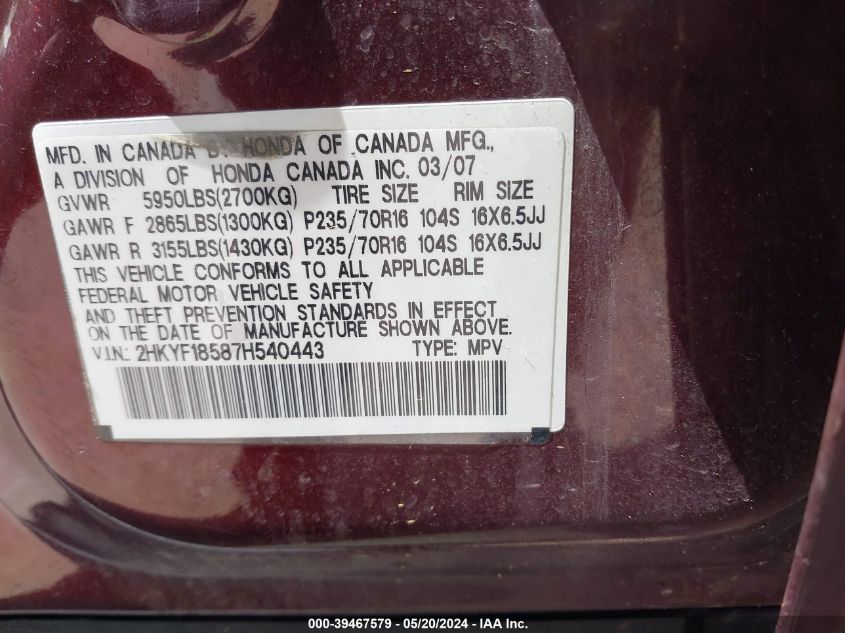 MFD. IN CANADA BY HONDA OF CANADA MFG.,
A DIVISION OF HONDA CANADA INC. 03/07
GVWR 5950LBS(2700KG) TIRE SIZE RIM SIZE
GAWR F 2865LBS(1300KG) P235/70R16 104S 16X6.5JJ
GAWR R 3155LBS(1430KG) P235/70R16 104S 16X6.5JJ
THIS VEHICLE CONFORMS TO ALL APPLICABLE
FEDERAL MOTOR VEHICLE SAFETY
AND THEFT PREVENTION STANDARDS IN EFFECT
ON THE DATE OF MANUFACTURE SHOWN ABOVE.
V.I.N.: 2HKYF18587H540443 TYPE: MPV
000-39467579 — 05/20/2024 — IAA Inc.